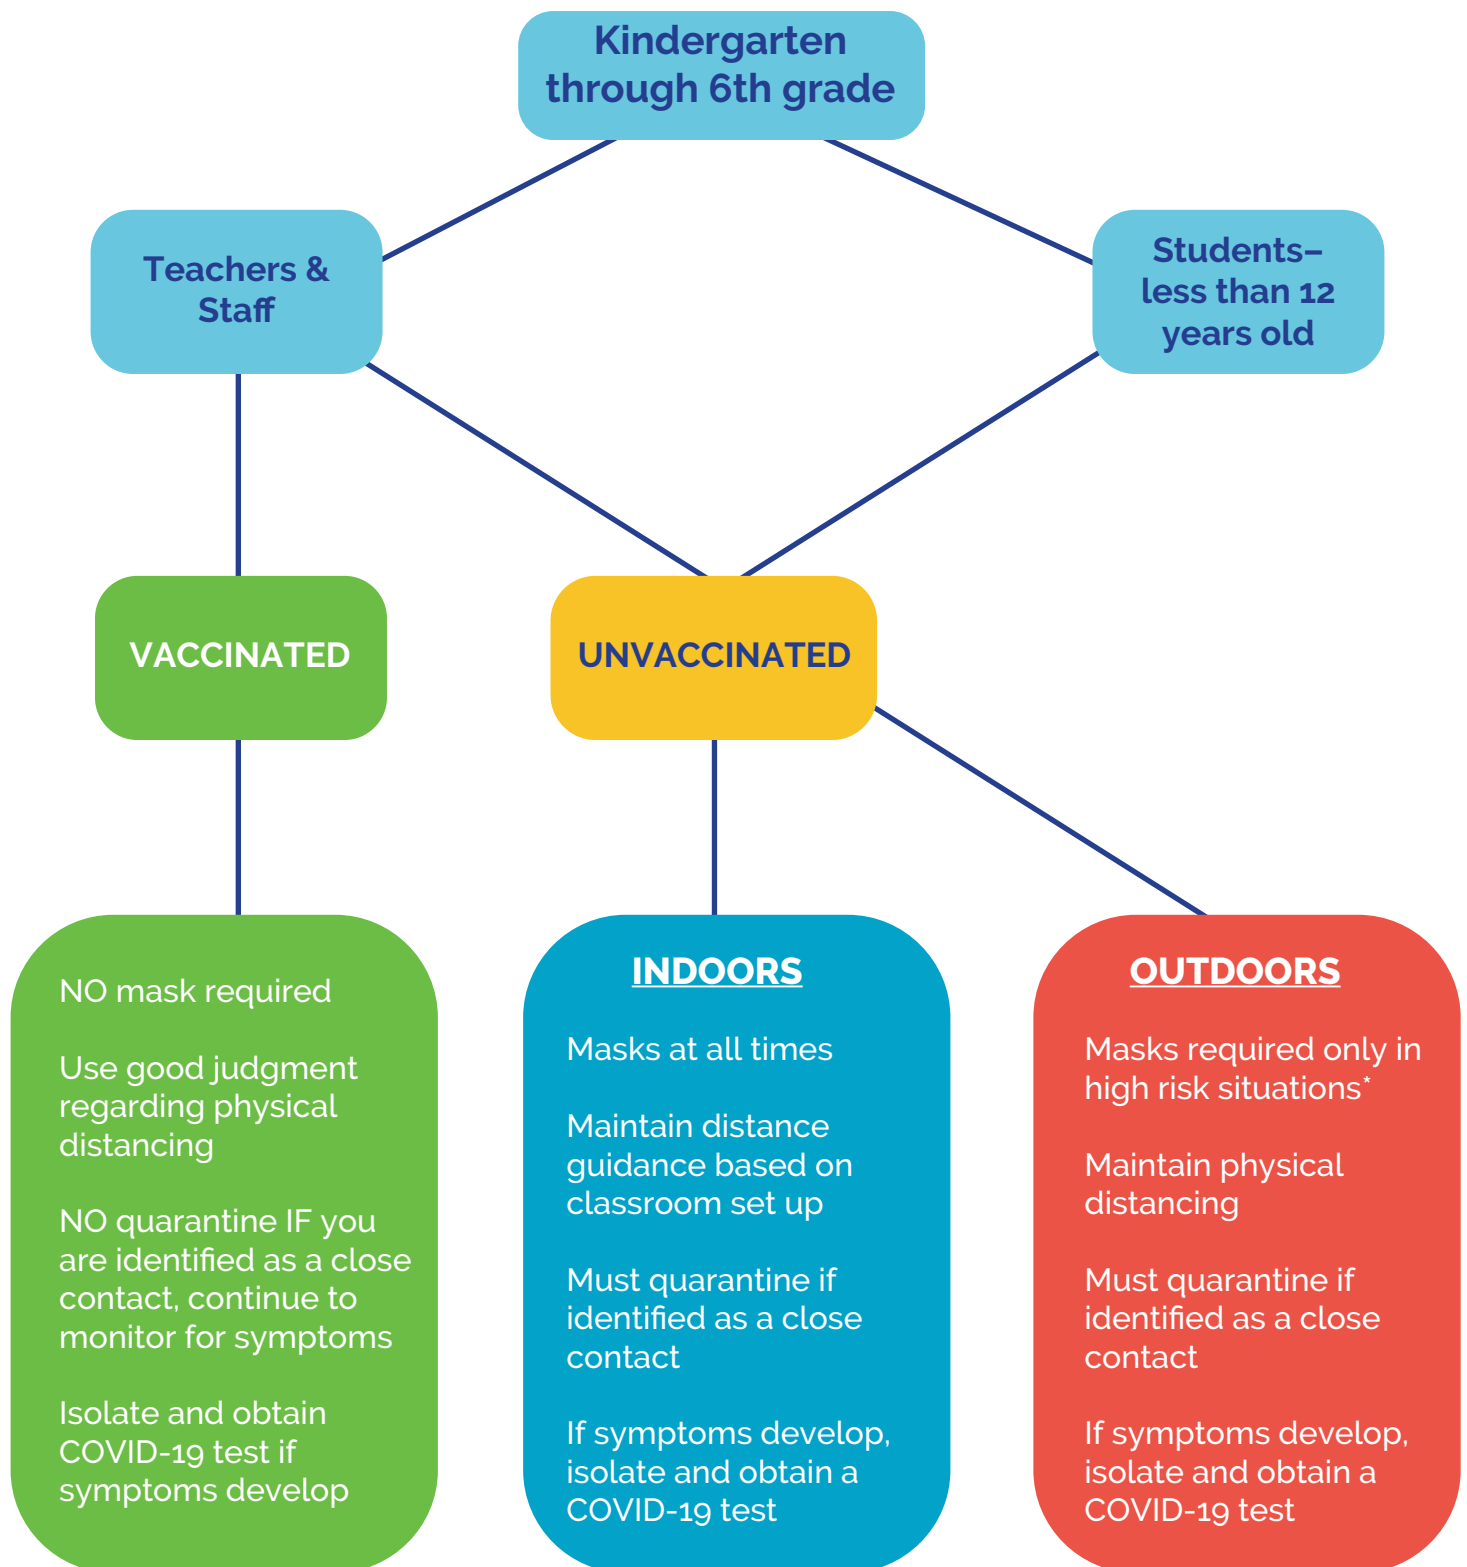 Kindergarten
through 6th grade
Teachers &
Staff
Students–
less than 12
years old
VACCINATED
UNVACCINATED
NO mask required
Use good judgment
regarding physical
distancing
NO quarantine IF you
are identified as a close
contact, continue to
monitor for symptoms
Isolate and obtain
COVID-19 test if
symptoms develop
INDOORS
Masks at all times
Maintain distance
guidance based on
classroom set up
Must quarantine if
identified as a close
contact
If symptoms develop,
isolate and obtain a
COVID-19 test
OUTDOORS
Masks required only in
high risk situations*
Maintain physical
distancing
Must quarantine if
identified as a close
contact
If symptoms develop,
isolate and obtain a
COVID-19 test